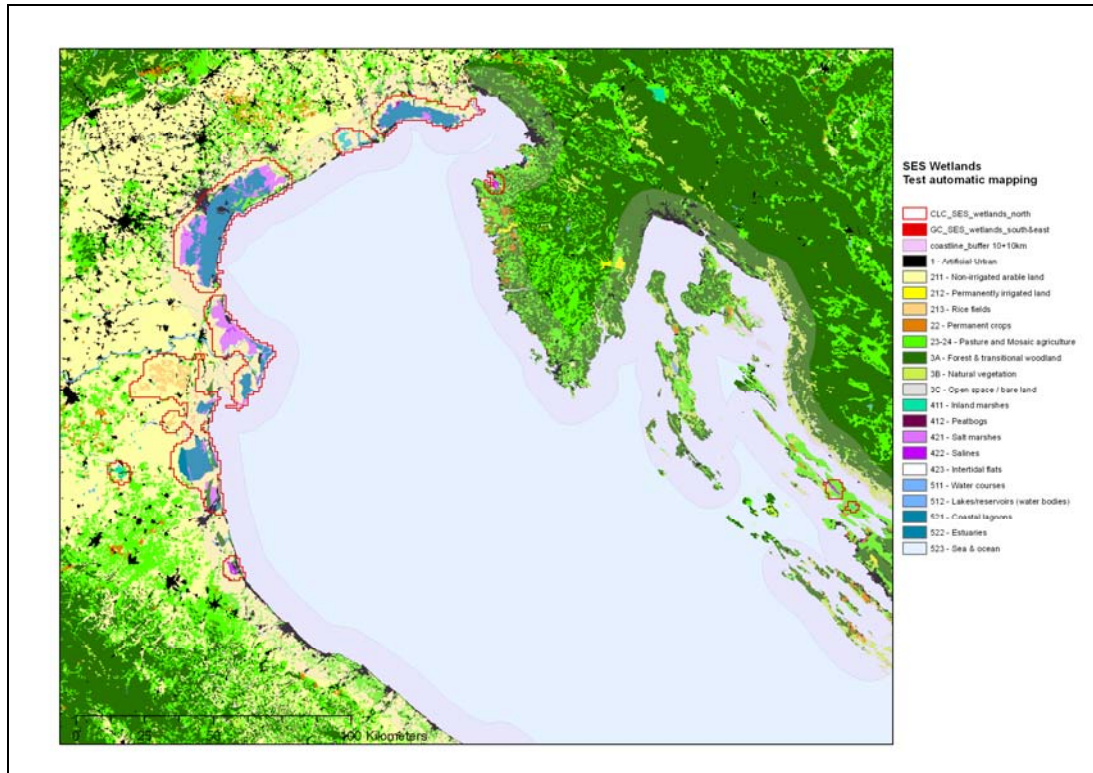 SES Wetlands
Test automatic mapping
CLC_SES_wetlands_north
GC_SES_wetlands_south&east
coastline_buffer 10+10km
1 - Artificial Urban
211 - Non-irrigated arable land
212 - Permanently irrigated land
213 - Rice fields
22 - Permanent crops
23-24 - Pasture and Mosaic agriculture
3A - Forest & transitional woodland
3B - Natural vegetation
3C - Open space / bare land
411 - Inland marshes
412 - Peatbogs
421 - Salt marshes
422 - Salines
423 - Intertidal flats
511 - Water courses
512 - Lakes/reservoirs (water bodies)
521 - Coastal lagoons
522 - Estuaries
523 - Sea & ocean
0 25 50 100 Kilometers